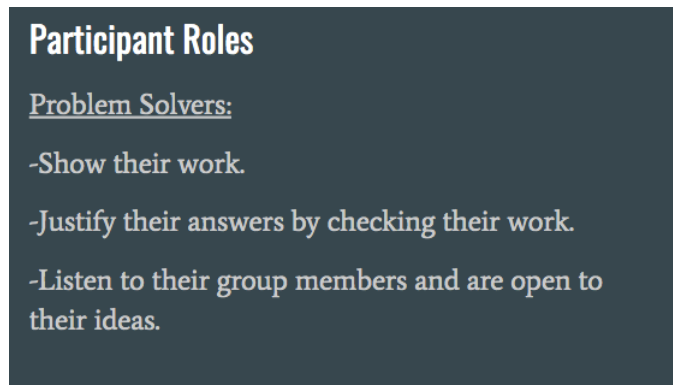 Participant Roles
Problem Solvers:
-Show their work.
-Justify their answers by checking their work.
-Listen to their group members and are open to
their ideas.